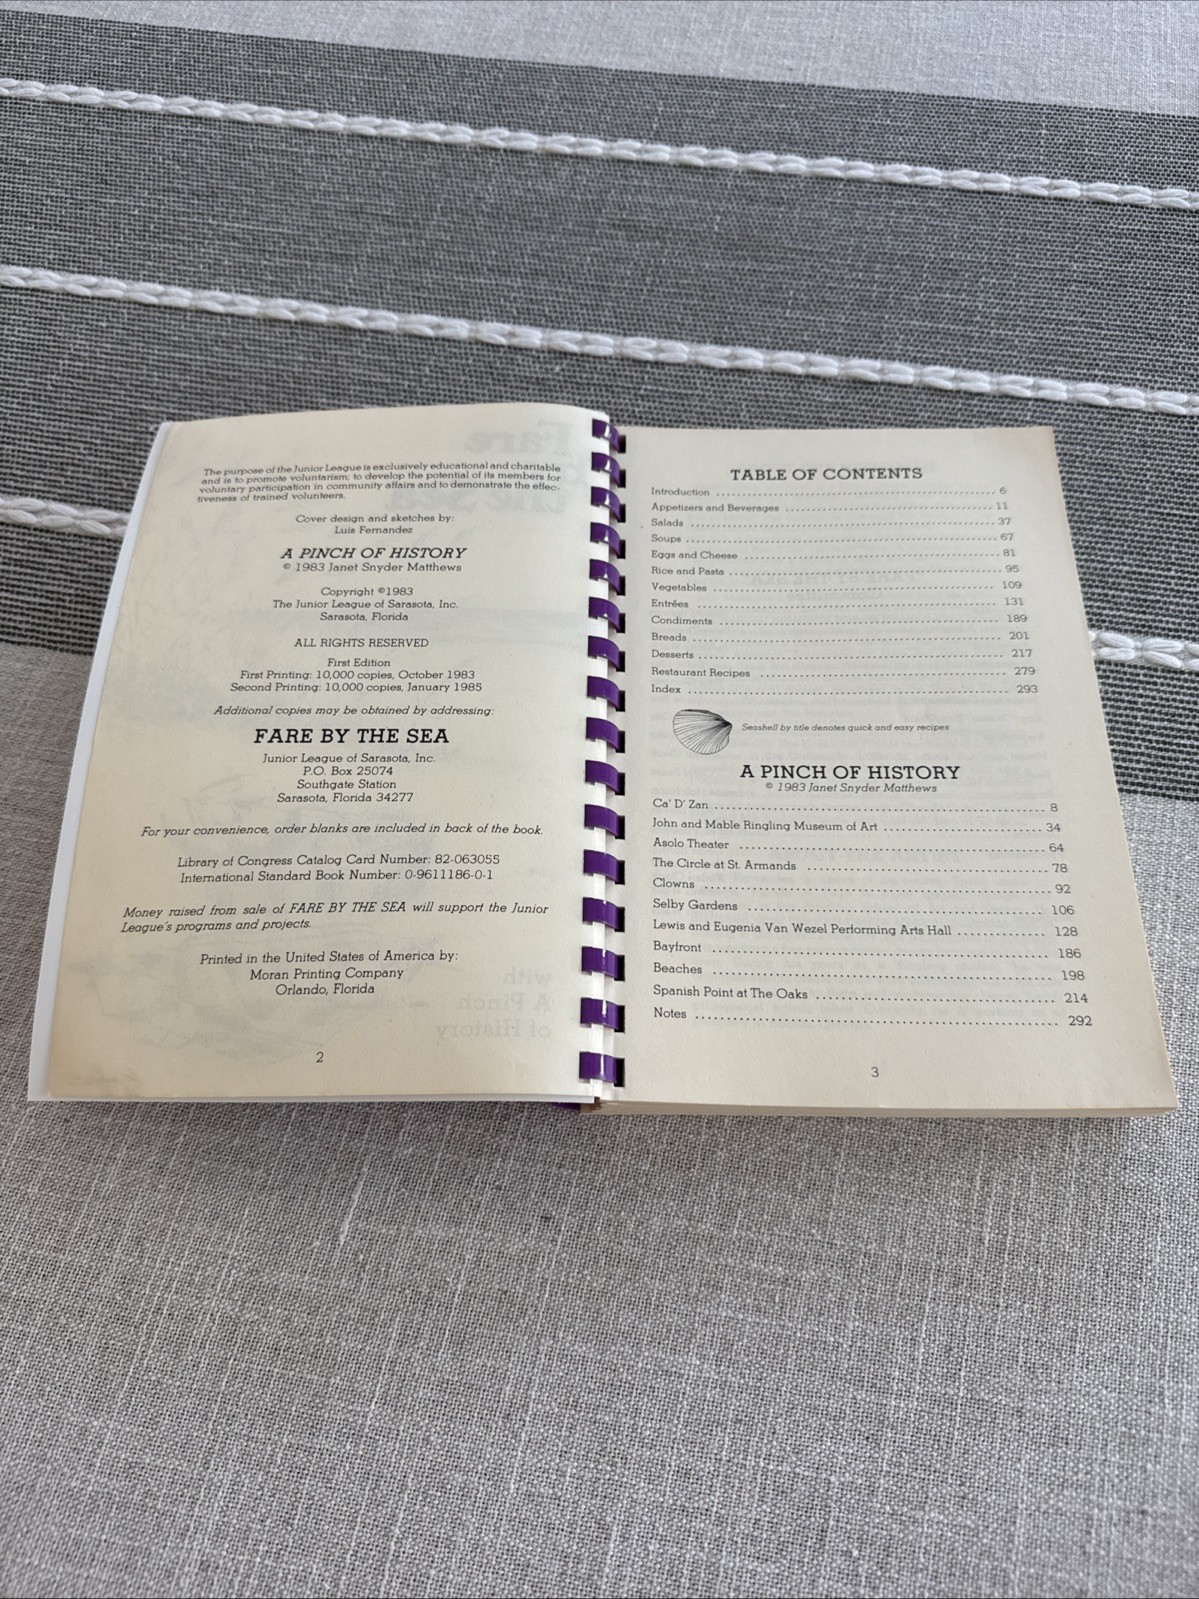 The purpose of the Junior League is exclusively educational and charitable
and is to promote voluntarism; to develop the potential of its members for
voluntary participation in community affairs and to demonstrate the effec-
tiveness of trained volunteers.
Cover design and sketches by:
Luis Fernandez
A PINCH OF HISTORY
© 1983 Janet Snyder Matthews
Copyright ©1983
The Junior League of Sarasota, Inc.
Sarasota, Florida
ALL RIGHTS RESERVED
First Edition
First Printing: 10,000 copies, October 1983
Second Printing: 10,000 copies, January 1985
Additional copies may be obtained by addressing:
FARE BY THE SEA
Junior League of Sarasota, Inc.
P.O. Box 25074
Southgate Station
Sarasota, Florida 34277
For your convenience, order blanks are included in back of the book.
Library of Congress Catalog Card Number: 82-063055
International Standard Book Number: 0-9611186-0-1
Money raised from sale of FARE BY THE SEA will support the Junior
League's programs and projects.
Printed in the United States of America by:
Moran Printing Company
Orlando, Florida
2
TABLE OF CONTENTS
Introduction 6
Appetizers and Beverages 11
Salads 37
Soups 67
Eggs and Cheese 81
Rice and Pasta 95
Vegetables 109
Entrées 131
Condiments 189
Breads 201
Desserts 217
Restaurant Recipes 279
Index 293
Seashell by title denotes quick and easy recipes
A PINCH OF HISTORY
© 1983 Janet Snyder Matthews
Ca' D' Zan 8
John and Mable Ringling Museum of Art 34
Asolo Theater 64
The Circle at St. Armands 78
Clowns 92
Selby Gardens 106
Lewis and Eugenia Van Wezel Performing Arts Hall 128
Bayfront 186
Beaches 198
Spanish Point at The Oaks 214
Notes 292
3